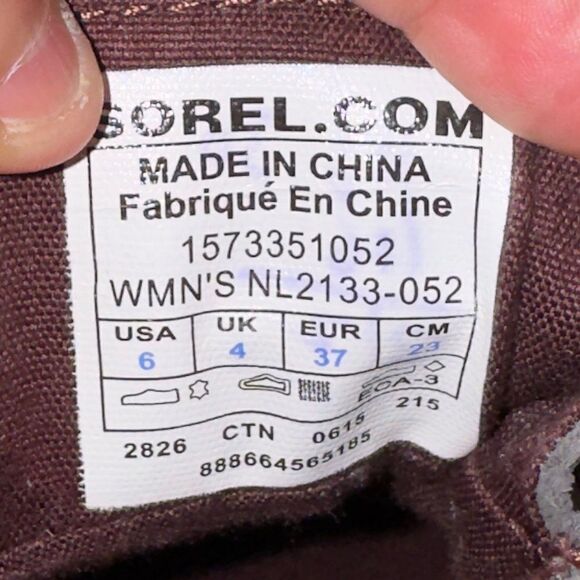 SOREL.COM
MADE IN CHINA
Fabriqué En Chine
1573351052
WMN'S NL2133-052
USA UK EUR CM
6 4 37 23
ECA-3
2826 CTN 0615 215
888664565185